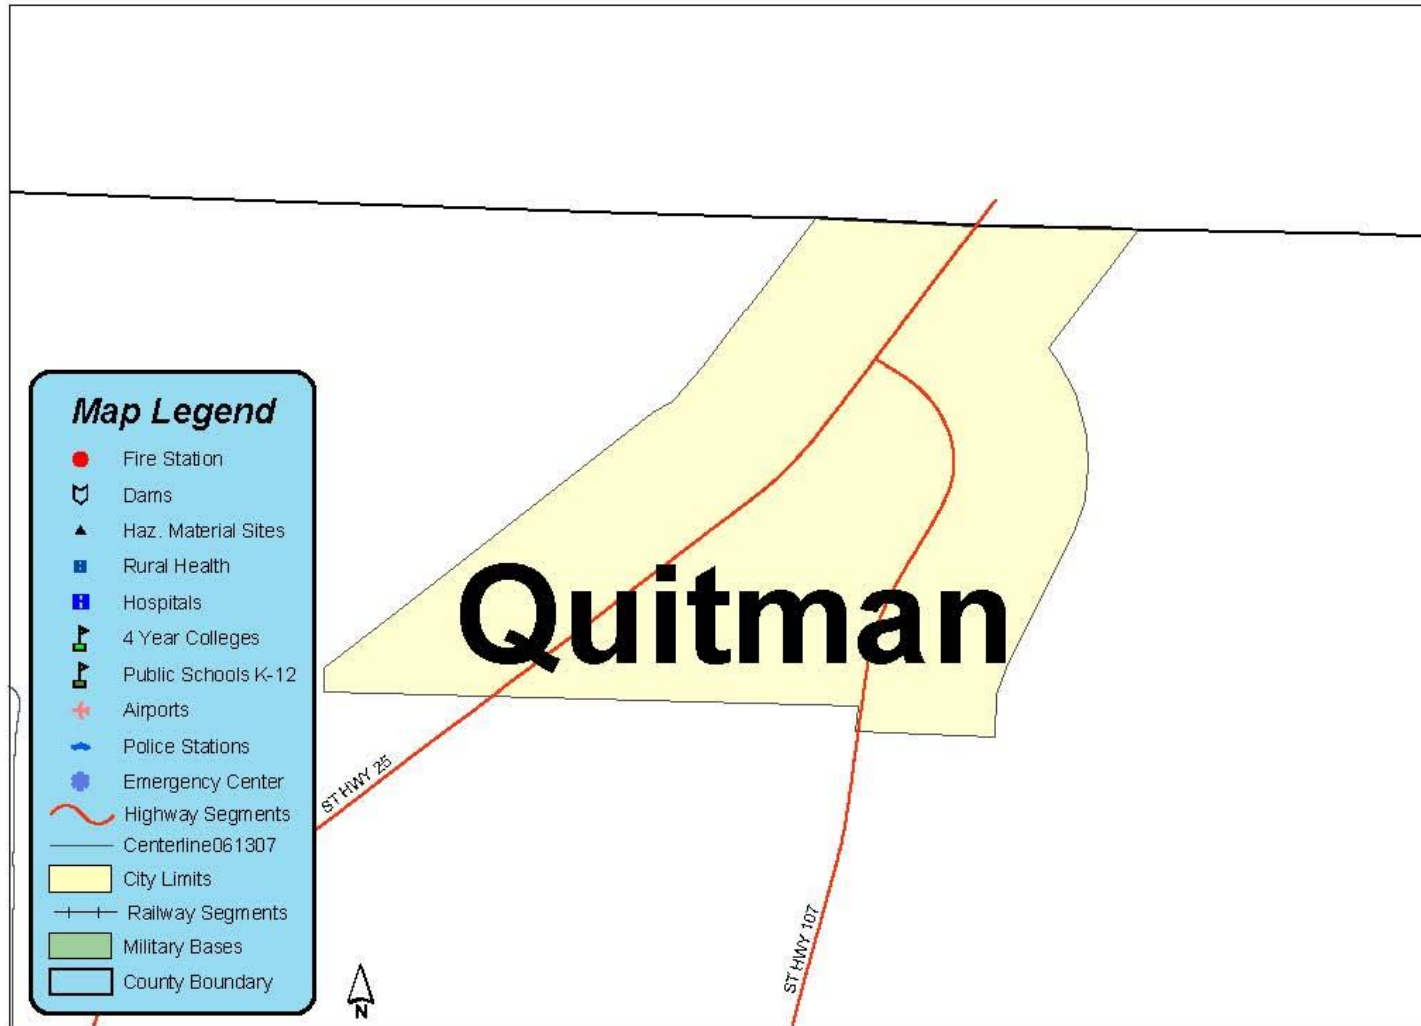 Quitman
Map Legend
Fire Station
Dams
Haz. Material Sites
Rural Health
Hospitals
4 Year Colleges
Public Schools K-12
Airports
Police Stations
Emergency Center
Highway Segments
Centerline061307
City Limits
Railway Segments
Military Bases
County Boundary
ST HWY 25
ST HWY 107
N